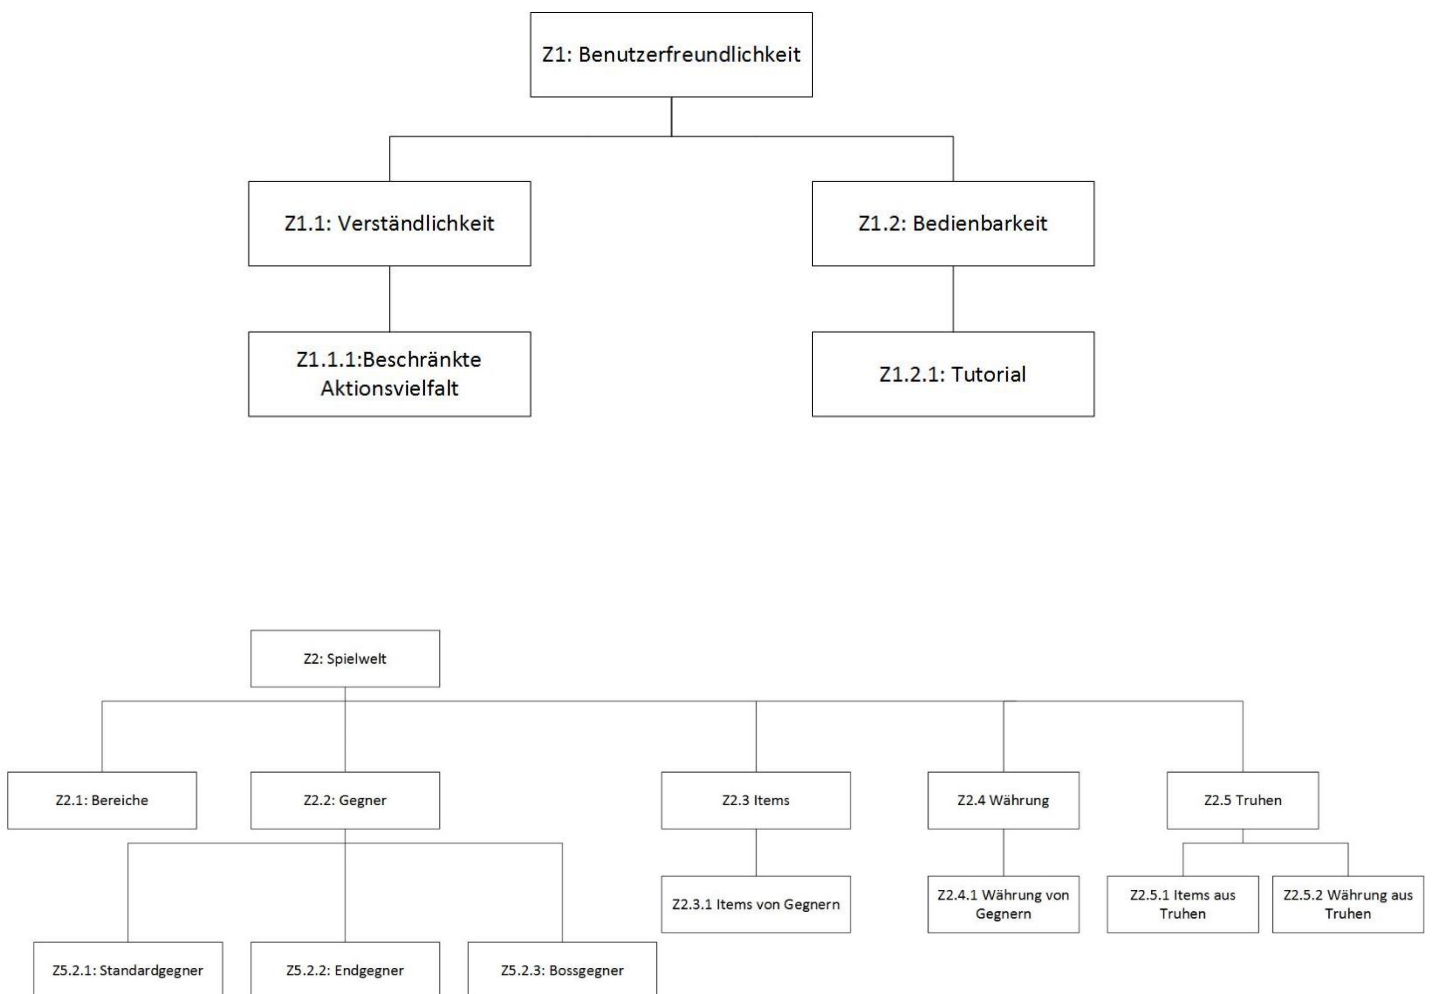 Z1: Benutzerfreundlichkeit
Z1.1: Verständlichkeit
Z1.2: Bedienbarkeit
Z1.1.1:Beschränkte
Aktionsvielfalt
Z1.2.1: Tutorial
Z2: Spielwelt
Z2.1: Bereiche
Z2.2: Gegner
Z2.3 Items
Z2.4 Währung
Z2.5 Truhen
Z2.3.1 Items von Gegnern
Z2.4.1 Währung von
Gegnern
Z2.5.1 Items aus
Truhen
Z2.5.2 Währung aus
Truhen
Z5.2.1: Standardgegner
Z5.2.2: Endgegner
Z5.2.3: Bossgegner